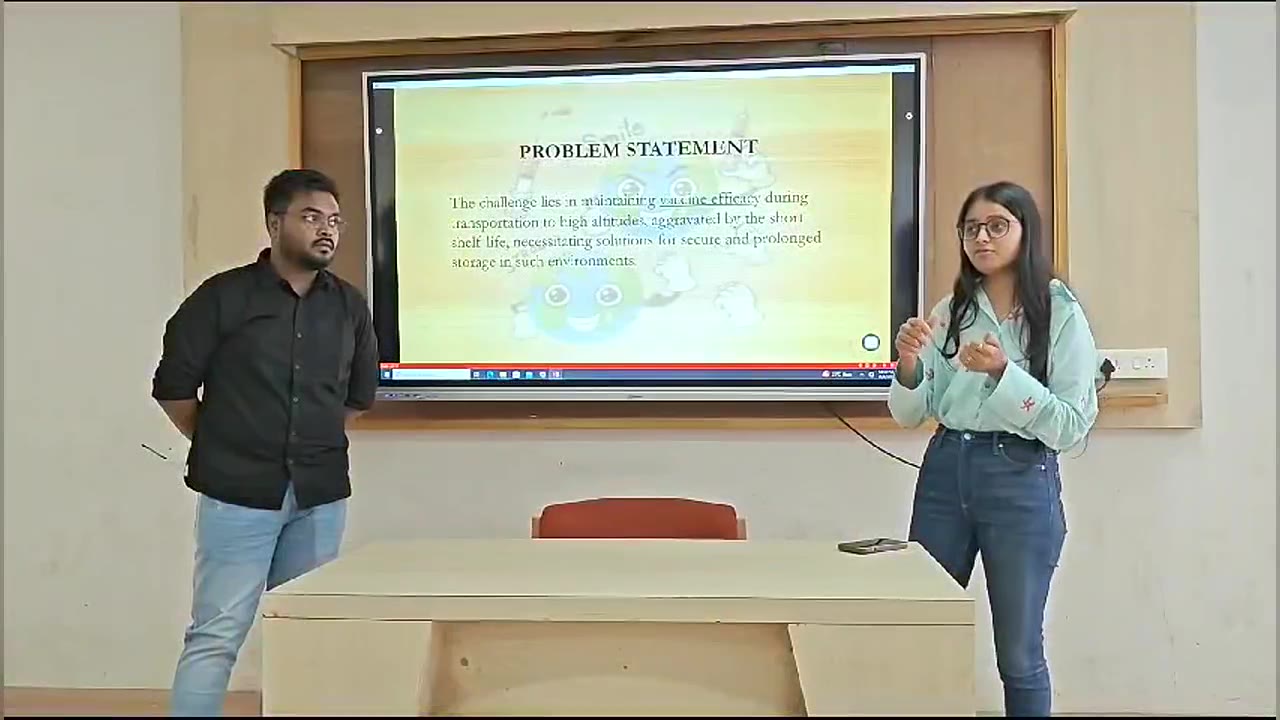 Smile
PROBLEM STATEMENT
The challenge lies in maintaining vaccine efficacy during
transportation to high altitudes, aggravated by the short
shelf life, necessitating solutions for secure and prolonged
storage in such environments.